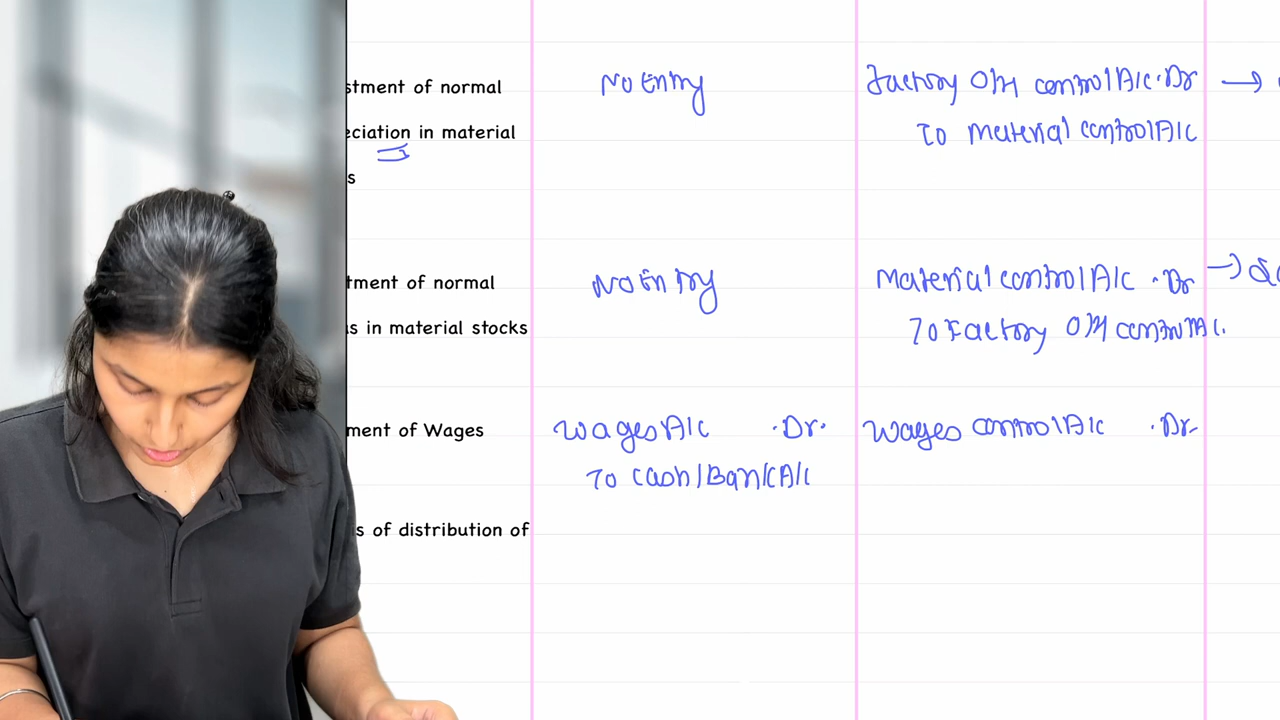 stment of normal
No Entry
Factory O/H control A/c . Dr →
eciation in material
To material control A/c
s
tment of normal
No Entry
Material control A/c . Dr →
s in material stocks
To Factory O/H control A/c.
ment of Wages
Wages A/c . Dr.
Wages control A/c . Dr.
To Cash/Bank A/c
is of distribution of